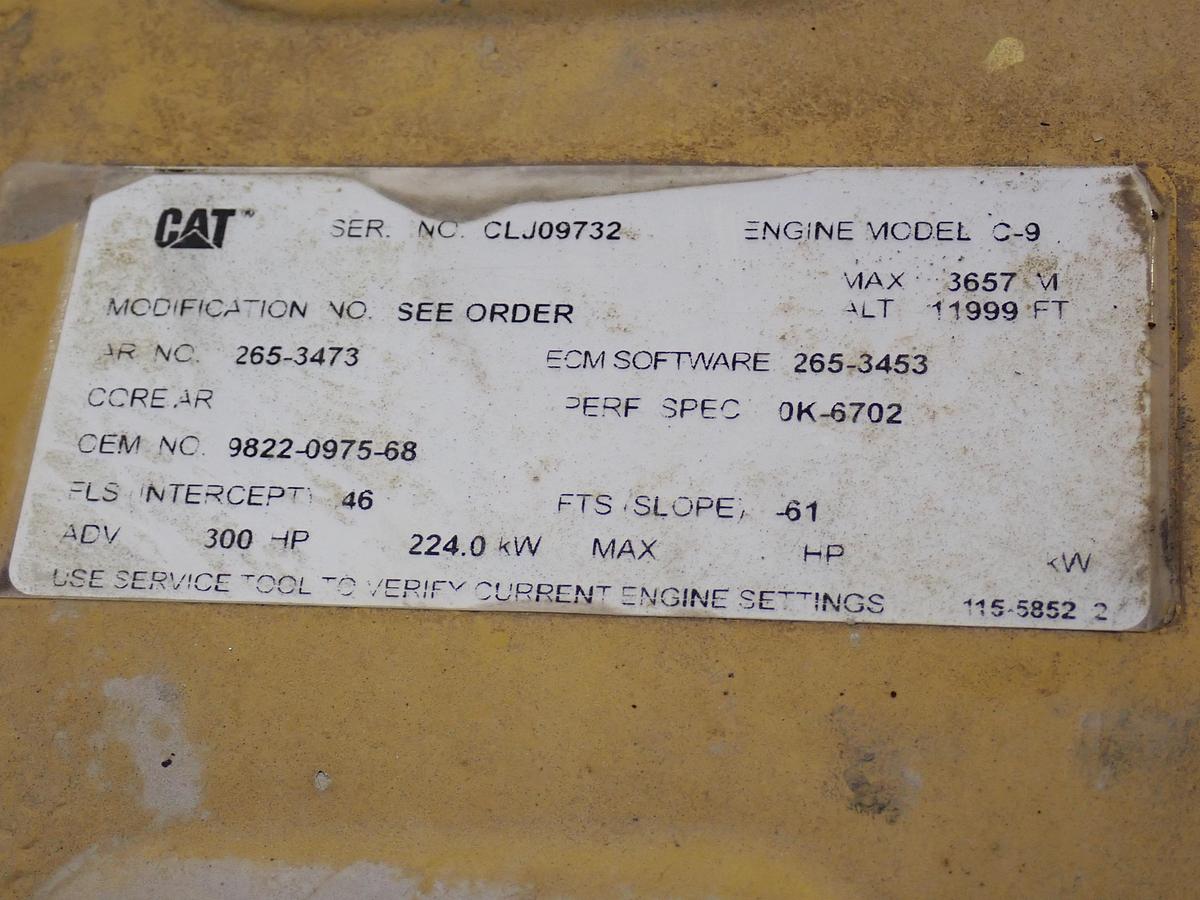 CAT™ SER. NO. CLJ09732 ENGINE MODEL C-9
MAX 3657 M
MODIFICATION NO. SEE ORDER ALT 11999 FT
AR NO. 265-3473 ECM SOFTWARE 265-3453
CORE AR PERF SPEC 0K-6702
OEM NO. 9822-0975-68
FLS (INTERCEPT) 46 FTS (SLOPE) -61
ADV 300 HP 224.0 kW MAX HP kW
USE SERVICE TOOL TO VERIFY CURRENT ENGINE SETTINGS 115-5852 2